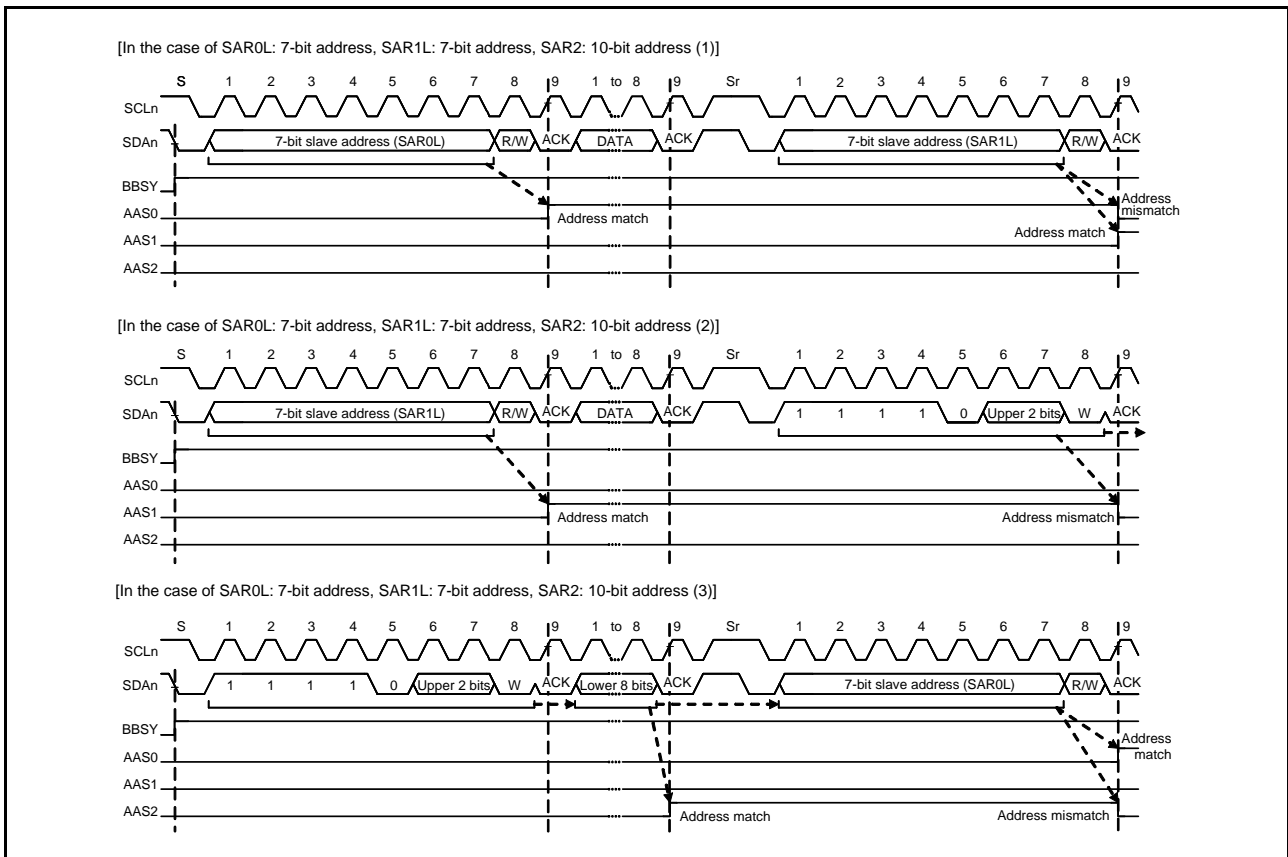 [In the case of SAR0L: 7-bit address, SAR1L: 7-bit address, SAR2: 10-bit address (1)]
S 1 2 3 4 5 6 7 8 9 1 to 8 9 Sr 1 2 3 4 5 6 7 8 9
SCLn
SDAn 7-bit slave address (SAR0L) R/W ACK DATA ACK 7-bit slave address (SAR1L) R/W ACK
BBSY
Address
mismatch
AAS0 Address match
AAS1 Address match
AAS2
[In the case of SAR0L: 7-bit address, SAR1L: 7-bit address, SAR2: 10-bit address (2)]
S 1 2 3 4 5 6 7 8 9 1 to 8 9 Sr 1 2 3 4 5 6 7 8 9
SCLn
SDAn 7-bit slave address (SAR1L) R/W ACK DATA ACK 1 1 1 1 0 Upper 2 bits W ACK
BBSY
AAS0
AAS1 Address match Address mismatch
AAS2
[In the case of SAR0L: 7-bit address, SAR1L: 7-bit address, SAR2: 10-bit address (3)]
S 1 2 3 4 5 6 7 8 9 1 to 8 9 Sr 1 2 3 4 5 6 7 8 9
SCLn
SDAn 1 1 1 1 0 Upper 2 bits W ACK Lower 8 bits ACK 7-bit slave address (SAR0L) R/W ACK
BBSY
Address
match
AAS0
AAS1
AAS2 Address match Address mismatch